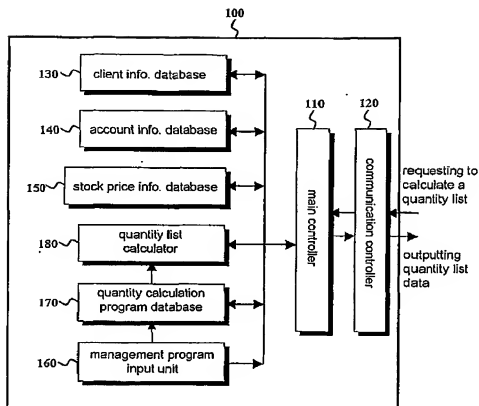 100
130
client info. database
140
account info. database
150
stock price info. database
180
quantity list
calculator
170
quantity calculation
program database
160
management program
input unit
110
main controller
120
communication controller
requesting to
calculate a
quantity list
outputting
quantity list
data